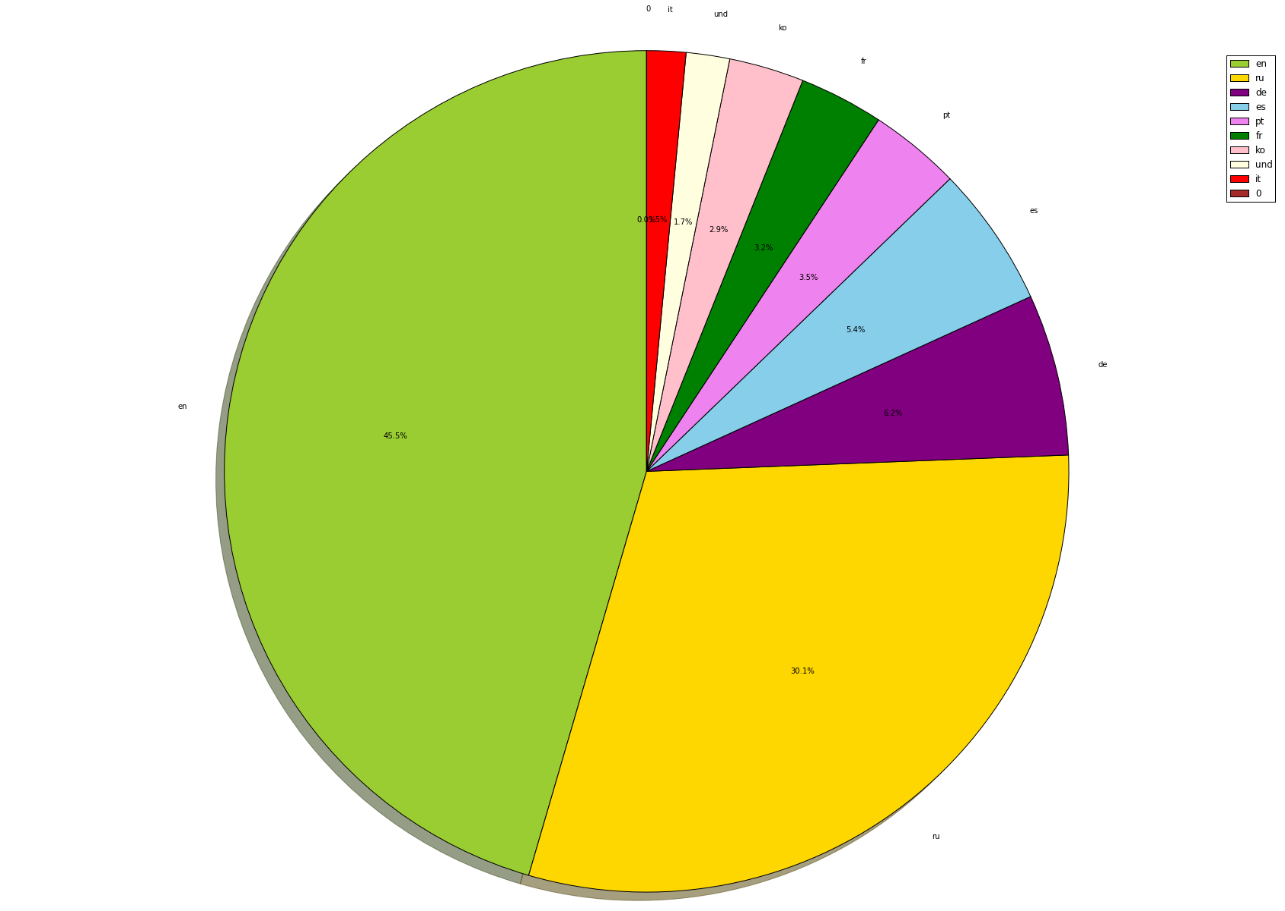 0 it
und
ko
fr
pt
es
de
en
ru
0.0%
1.7%
2.9%
3.2%
3.5%
5.4%
6.2%
45.5%
30.1%
en
ru
de
es
pt
fr
ko
und
it
0